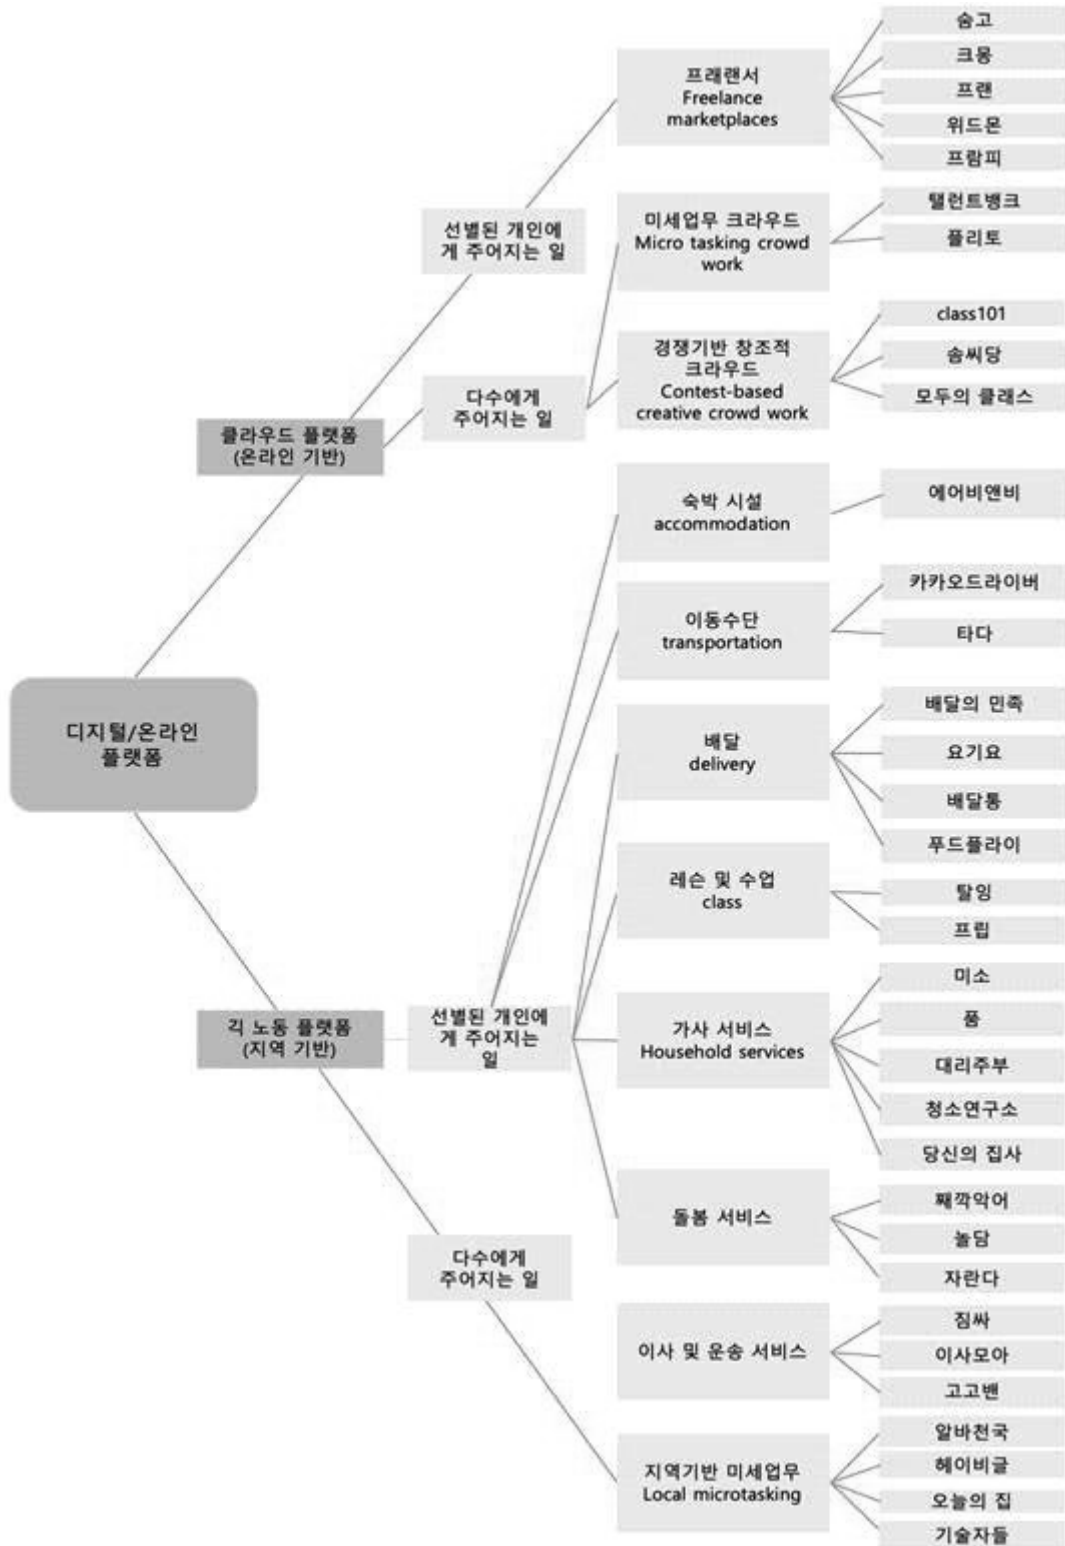 디지털/온라인
플랫폼
클라우드 플랫폼
(온라인 기반)
선별된 개인에
게 주어지는 일
프래랜서
Freelance
marketplaces
숨고
크몽
프랜
위드몬
프람피
다수에게
주어지는 일
미세업무 크라우드
Micro tasking crowd
work
탤런트뱅크
플리토
경쟁기반 창조적
크라우드
Contest-based
creative crowd work
class101
솜씨당
모두의 클래스
긱 노동 플랫폼
(지역 기반)
선별된 개인에
게 주어지는
일
숙박 시설
accommodation
에어비앤비
이동수단
transportation
카카오드라이버
타다
배달
delivery
배달의 민족
요기요
배달통
푸드플라이
레슨 및 수업
class
탈잉
프립
가사 서비스
Household services
미소
품
대리주부
청소연구소
당신의 집사
돌봄 서비스
째깍악어
놀담
자란다
이사 및 운송 서비스
짐싸
이사모아
고고밴
다수에게
주어지는 일
지역기반 미세업무
Local microtasking
알바천국
헤이비글
오늘의 집
기술자들